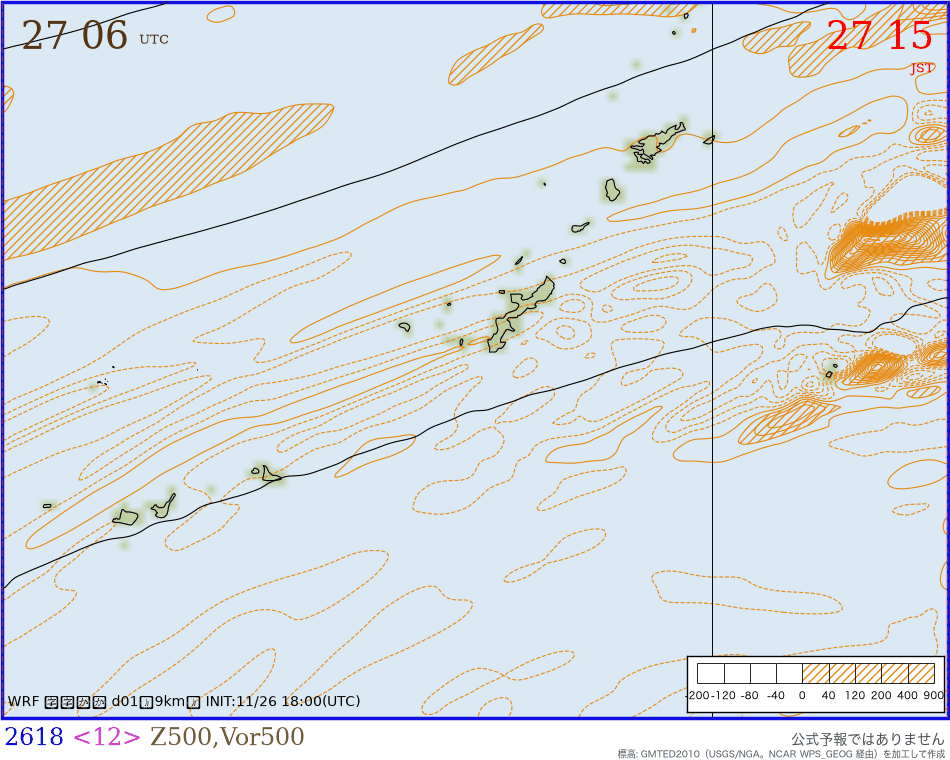 27 06 UTC
27 15
JST
-200 -120 -80 -40 0 40 120 200 400 900
WRF d01 9km INIT:11/26 18:00(UTC)
2618 <12> Z500,Vor500
公式予報ではありません
標高: GMTED2010（USGS/NGA。NCAR WPS_GEOG 経由）を加工して作成